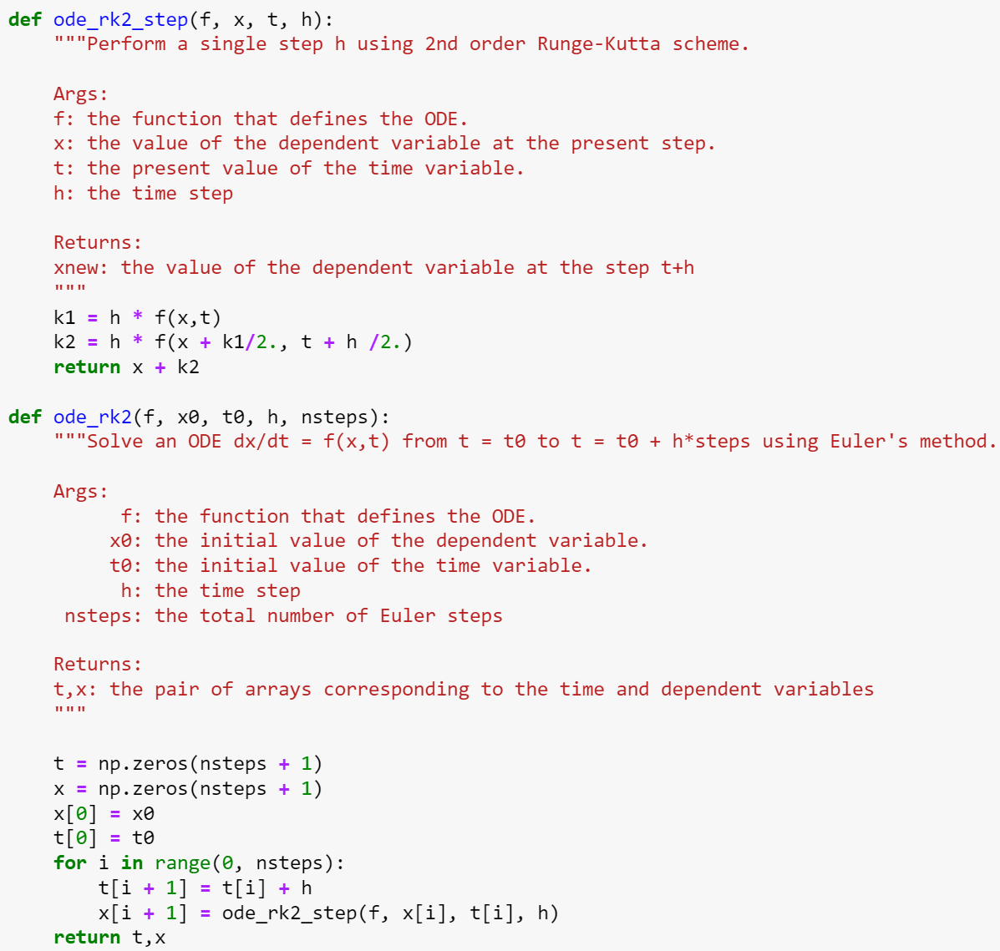 def ode_rk2_step(f, x, t, h):
    """Perform a single step h using 2nd order Runge-Kutta scheme.

    Args:
    f: the function that defines the ODE.
    x: the value of the dependent variable at the present step.
    t: the present value of the time variable.
    h: the time step

    Returns:
    xnew: the value of the dependent variable at the step t+h
    """
    k1 = h * f(x,t)
    k2 = h * f(x + k1/2., t + h /2.)
    return x + k2

def ode_rk2(f, x0, t0, h, nsteps):
    """Solve an ODE dx/dt = f(x,t) from t = t0 to t = t0 + h*steps using Euler's method.

    Args:
          f: the function that defines the ODE.
         x0: the initial value of the dependent variable.
         t0: the initial value of the time variable.
          h: the time step
     nsteps: the total number of Euler steps

    Returns:
    t,x: the pair of arrays corresponding to the time and dependent variables
    """

    t = np.zeros(nsteps + 1)
    x = np.zeros(nsteps + 1)
    x[0] = x0
    t[0] = t0
    for i in range(0, nsteps):
        t[i + 1] = t[i] + h
        x[i + 1] = ode_rk2_step(f, x[i], t[i], h)
    return t,x